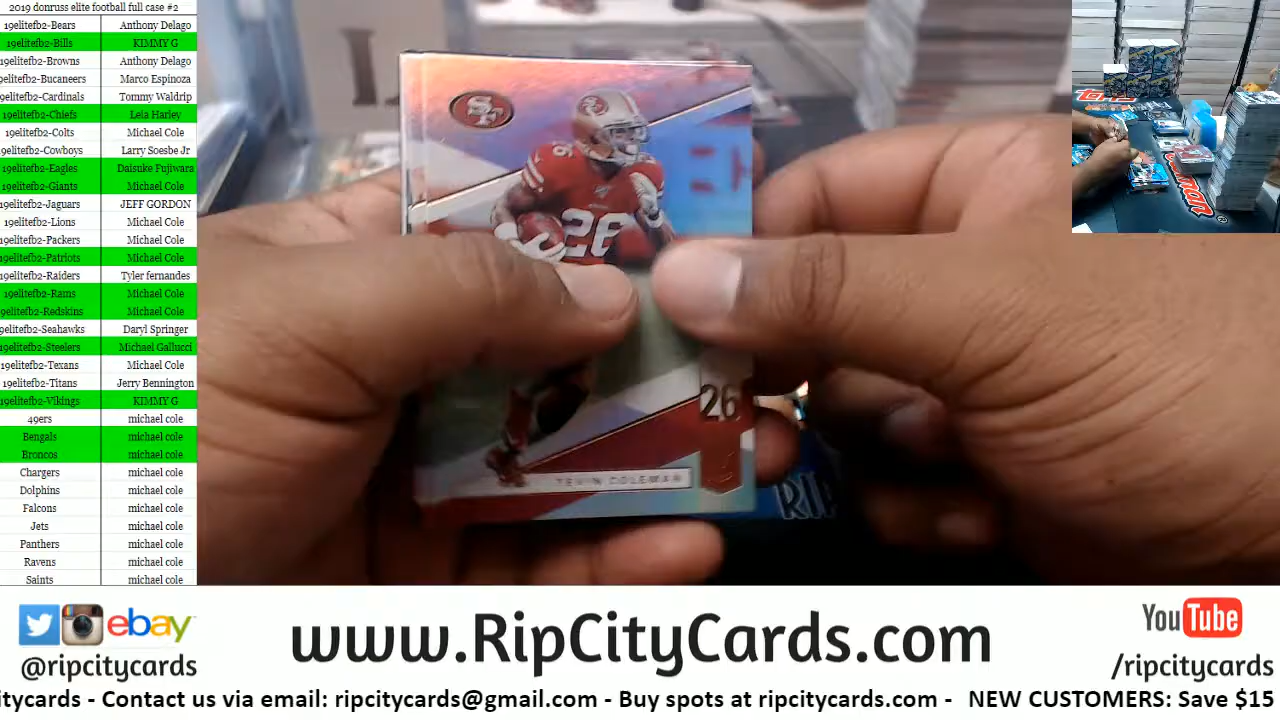 2019 donruss elite football full case #2
19elitefb2-Bears Anthony Delago
19elitefb2-Bills KIMMY G
19elitefb2-Browns Anthony Delago
9elitefb2-Bucaneers Marco Espinoza
9elitefb2-Cardinals Tommy Waldrip
19elitefb2-Chiefs Lela Harley
19elitefb2-Colts Michael Cole
19elitefb2-Cowboys Larry Soesbe Jr
19elitefb2-Eagles Daisuke Fujiwara
19elitefb2-Giants Michael Cole
19elitefb2-Jaguars JEFF GORDON
19elitefb2-Lions Michael Cole
19elitefb2-Packers Michael Cole
19elitefb2-Patriots Michael Cole
19elitefb2-Raiders Tyler fernandes
19elitefb2-Rams Michael Cole
9elitefb2-Redskins Michael Cole
9elitefb2-Seahawks Daryl Springer
19elitefb2-Steelers Michael Gallucci
19elitefb2-Texans Michael Cole
19elitefb2-Titans Jerry Bennington
19elitefb2-Vikings KIMMY G
49ers michael cole
Bengals michael cole
Broncos michael cole
Chargers michael cole
Dolphins michael cole
Falcons michael cole
Jets michael cole
Panthers michael cole
Ravens michael cole
Saints michael cole
SF
26
26
26
TEVIN COLEMAN
RIP
ebay
@ripcitycards
www.RipCityCards.com
YouTube
/ripcitycards
itycards - Contact us via email: ripcitycards@gmail.com - Buy spots at ripcitycards.com - NEW CUSTOMERS: Save $15